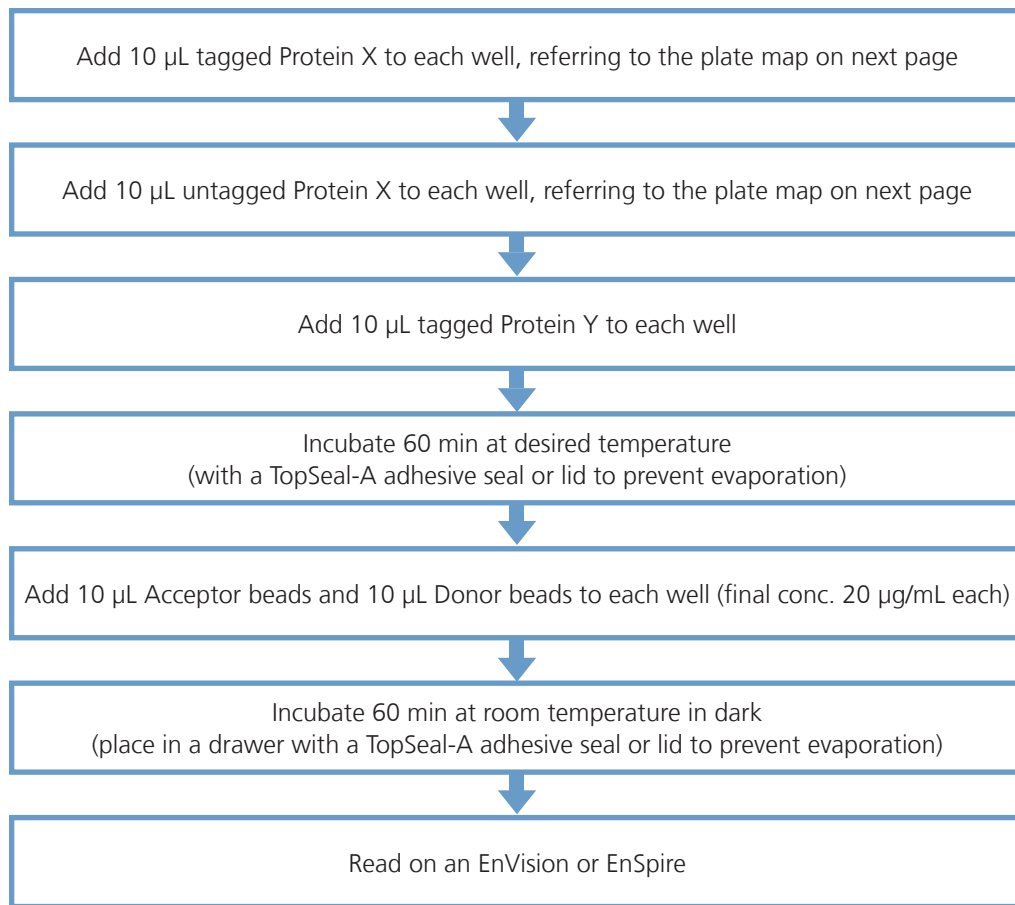 Add 10 µL tagged Protein X to each well, referring to the plate map on next page
Add 10 µL untagged Protein X to each well, referring to the plate map on next page
Add 10 µL tagged Protein Y to each well
Incubate 60 min at desired temperature
(with a TopSeal-A adhesive seal or lid to prevent evaporation)
Add 10 µL Acceptor beads and 10 µL Donor beads to each well (final conc. 20 µg/mL each)
Incubate 60 min at room temperature in dark
(place in a drawer with a TopSeal-A adhesive seal or lid to prevent evaporation)
Read on an EnVision or EnSpire